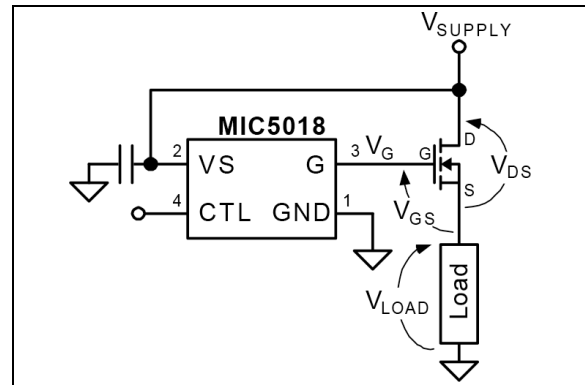 VSUPPLY
MIC5018
2 VS G 3 VG G D
S
VDS
4 CTL GND 1
VGS
VLOAD
Load